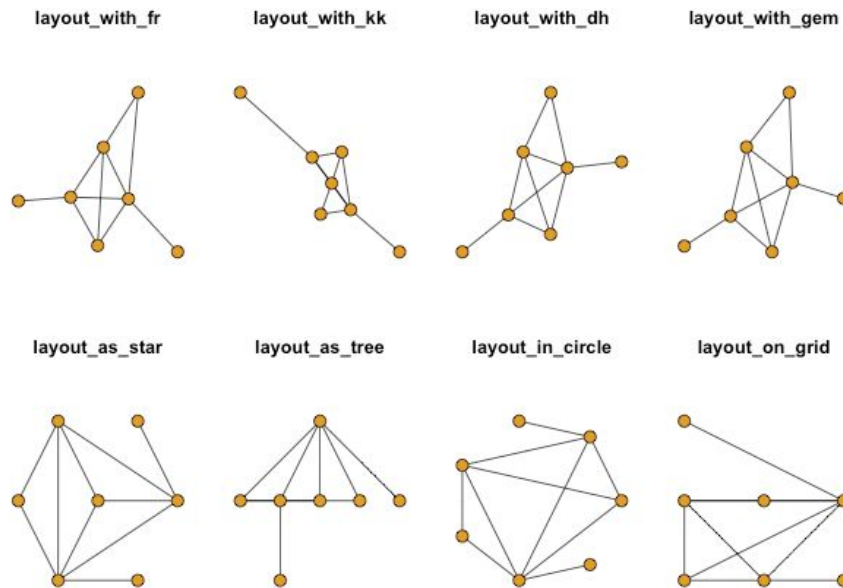 layout_with_fr
layout_with_kk
layout_with_dh
layout_with_gem
layout_as_star
layout_as_tree
layout_in_circle
layout_on_grid